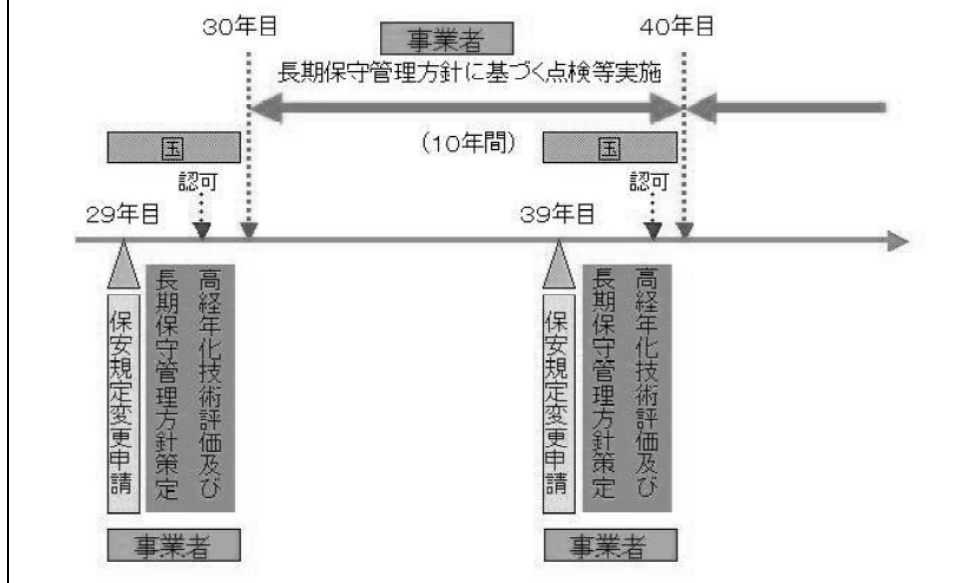 30年目
事業者
40年目
長期保守管理方針に基づく点検等実施
国
(10年間)
国
認可
認可
29年目
39年目
保安規定変更申請
高経年化技術評価及び
長期保守管理方針策定
保安規定変更申請
高経年化技術評価及び
長期保守管理方針策定
事業者
事業者